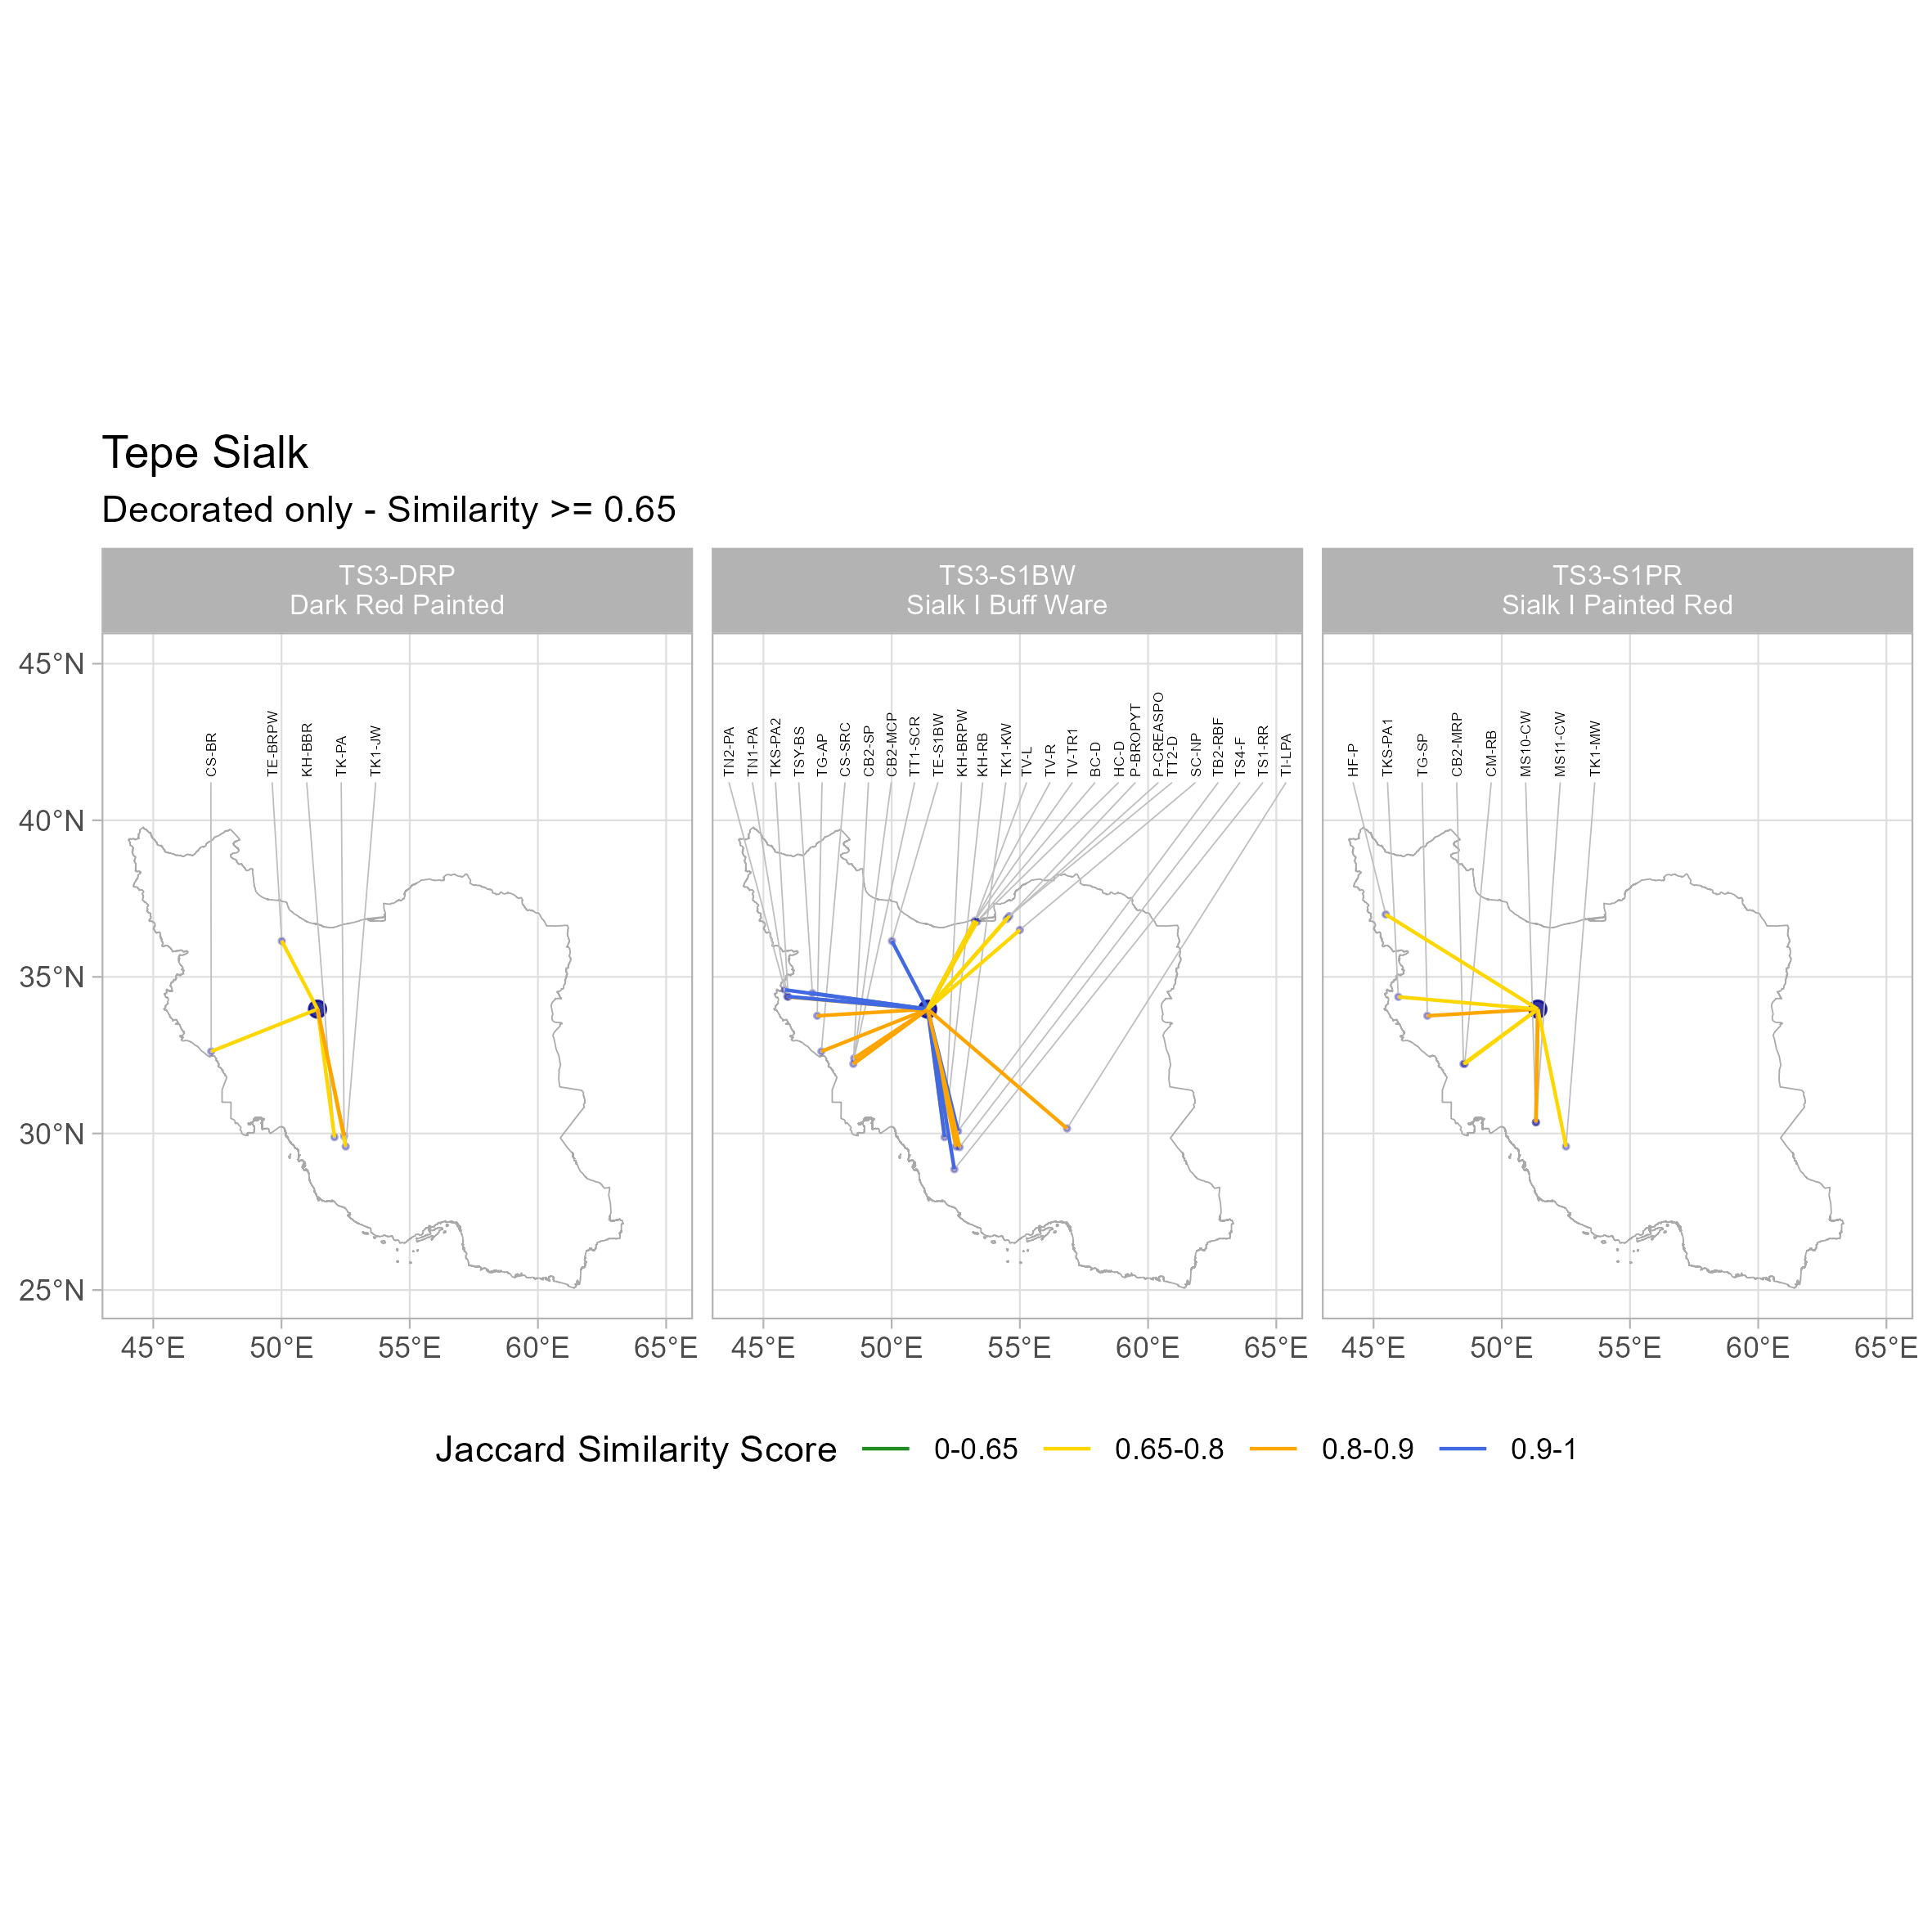 Tepe Sialk
Decorated only - Similarity >= 0.65
TS3-DRP
Dark Red Painted
TS3-S1BW
Sialk I Buff Ware
TS3-S1PR
Sialk I Painted Red
45°N
40°N
35°N
30°N
25°N
CS-BR
TE-BRPW
KH-BBR
TK-PA
TK1-JW
TN2-PA
TN1-PA
TKS-PA2
TSY-BS
TG-AP
CS-SRC
CB2-SP
CB2-MCP
TT1-SCR
TE-S1BW
KH-BRPW
KH-RB
TK1-KW
TV-L
TV-R
TV-TR1
BC-D
HC-D
P-BROPYT
P-CREASPO
TT2-D
SC-NP
TB2-RBF
TS4-F
TS1-RR
TI-LPA
HF-P
TKS-PA1
TG-SP
CB2-MRP
CM-RB
MS10-CW
MS11-CW
TK1-MW
45°E 50°E 55°E 60°E 65°E
45°E 50°E 55°E 60°E 65°E
45°E 50°E 55°E 60°E 65°E
Jaccard Similarity Score 0-0.65 0.65-0.8 0.8-0.9 0.9-1